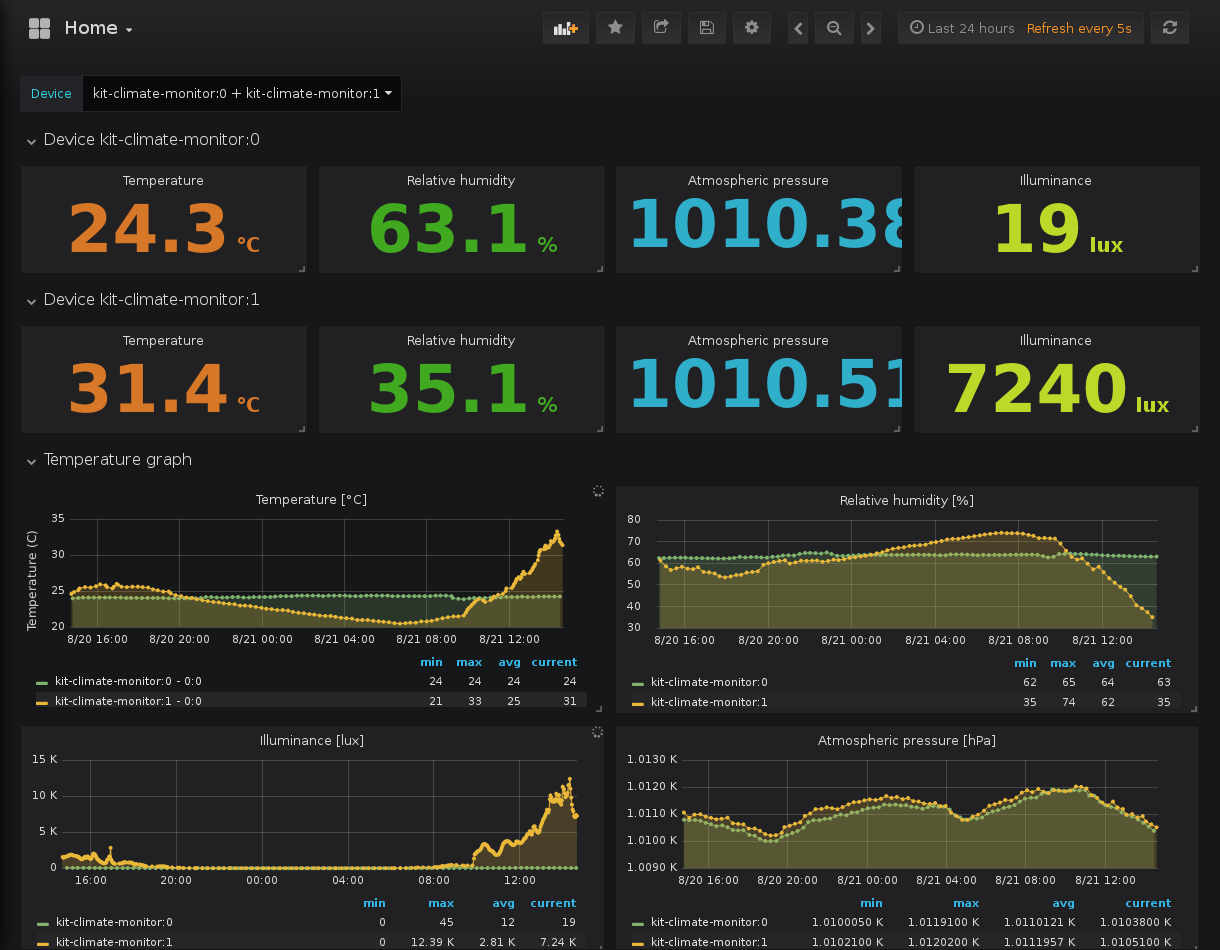 Home
Last 24 hours Refresh every 5s
Device kit-climate-monitor:0 + kit-climate-monitor:1
Device kit-climate-monitor:0
Temperature Relative humidity Atmospheric pressure Illuminance
24.3 °C 63.1 % 1010.38 19 lux
Device kit-climate-monitor:1
Temperature Relative humidity Atmospheric pressure Illuminance
31.4 °C 35.1 % 1010.51 7240 lux
Temperature graph
Temperature [°C]
Temperature (C)
35
30
25
20
8/20 16:00 8/20 20:00 8/21 00:00 8/21 04:00 8/21 08:00 8/21 12:00
min max avg current
kit-climate-monitor:0 - 0:0 24 24 24 24
kit-climate-monitor:1 - 0:0 21 33 25 31
Relative humidity [%]
80
70
60
50
40
30
8/20 16:00 8/20 20:00 8/21 00:00 8/21 04:00 8/21 08:00 8/21 12:00
min max avg current
kit-climate-monitor:0 62 65 64 63
kit-climate-monitor:1 35 74 62 35
Illuminance [lux]
15 K
10 K
5 K
0
16:00 20:00 00:00 04:00 08:00 12:00
min max avg current
kit-climate-monitor:0 0 45 12 19
kit-climate-monitor:1 0 12.39 K 2.81 K 7.24 K
Atmospheric pressure [hPa]
1.0130 K
1.0120 K
1.0110 K
1.0100 K
1.0090 K
8/20 16:00 8/20 20:00 8/21 00:00 8/21 04:00 8/21 08:00 8/21 12:00
min max avg current
kit-climate-monitor:0 1.0100050 K 1.0119100 K 1.0110121 K 1.0103800 K
kit-climate-monitor:1 1.0102100 K 1.0120200 K 1.0111957 K 1.0105100 K